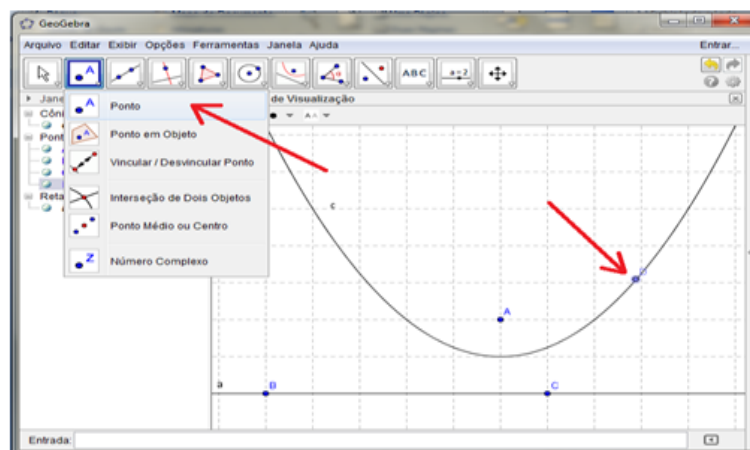 GeoGebra
Arquivo Editar Exibir Opções Ferramentas Janela Ajuda
Entrar...
A
ABC
a=2
Jane
de Visualização
Côni
Pont
Reta
A Ponto
A Ponto em Objeto
Vincular / Desvincular Ponto
Interseção de Dois Objetos
Ponto Médio ou Centro
Z Número Complexo
c
D
A
a
B
C
Entrada: